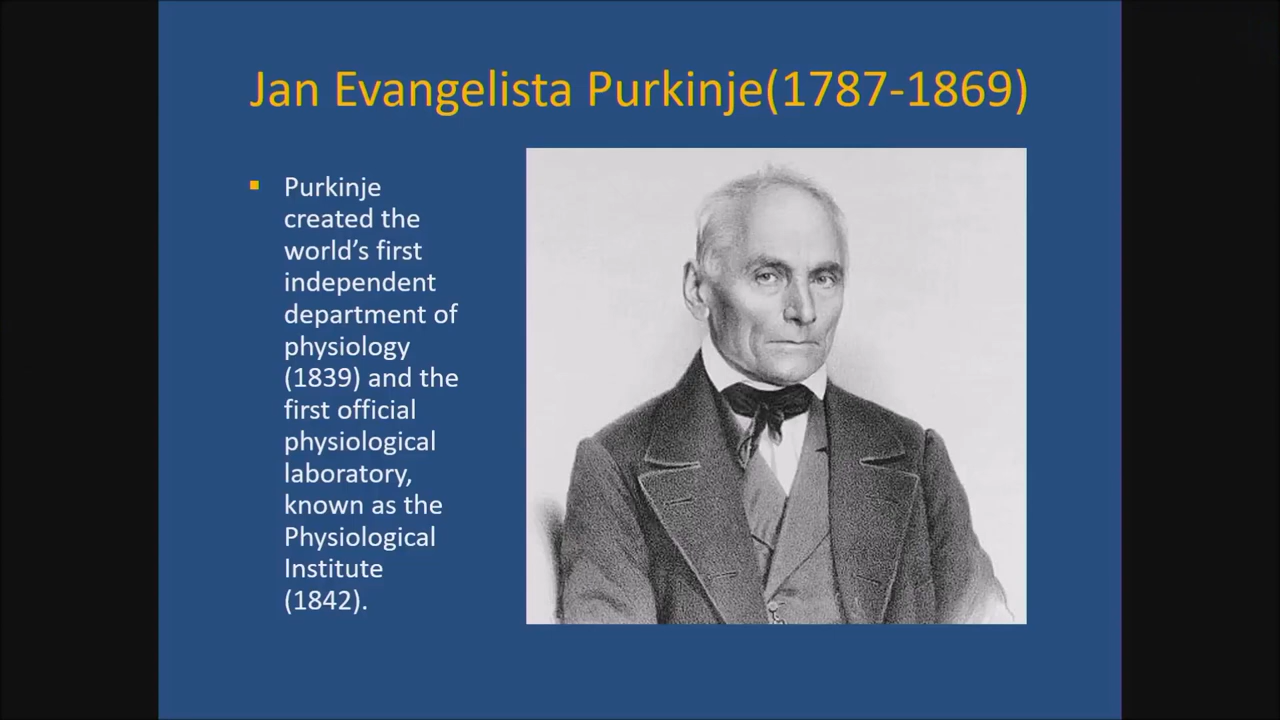 Jan Evangelista Purkinje(1787-1869)
Purkinje
created the
world’s first
independent
department of
physiology
(1839) and the
first official
physiological
laboratory,
known as the
Physiological
Institute
(1842).